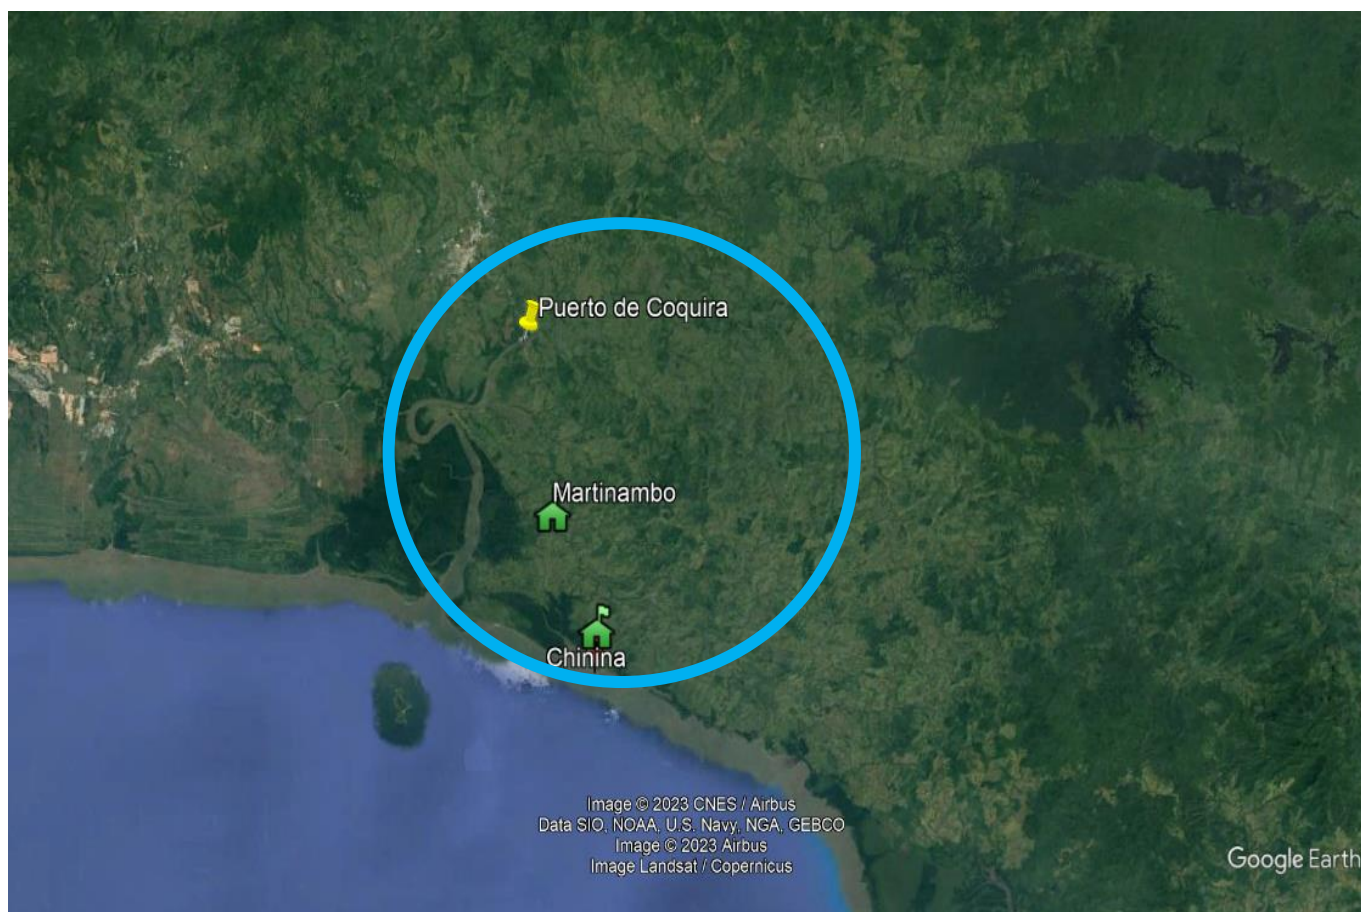 Puerto de Coquira
Martinambo
Chinina
Image © 2023 CNES / Airbus
Data SIO, NOAA, U.S. Navy, NGA, GEBCO
Image © 2023 Airbus
Image Landsat / Copernicus
Google Earth